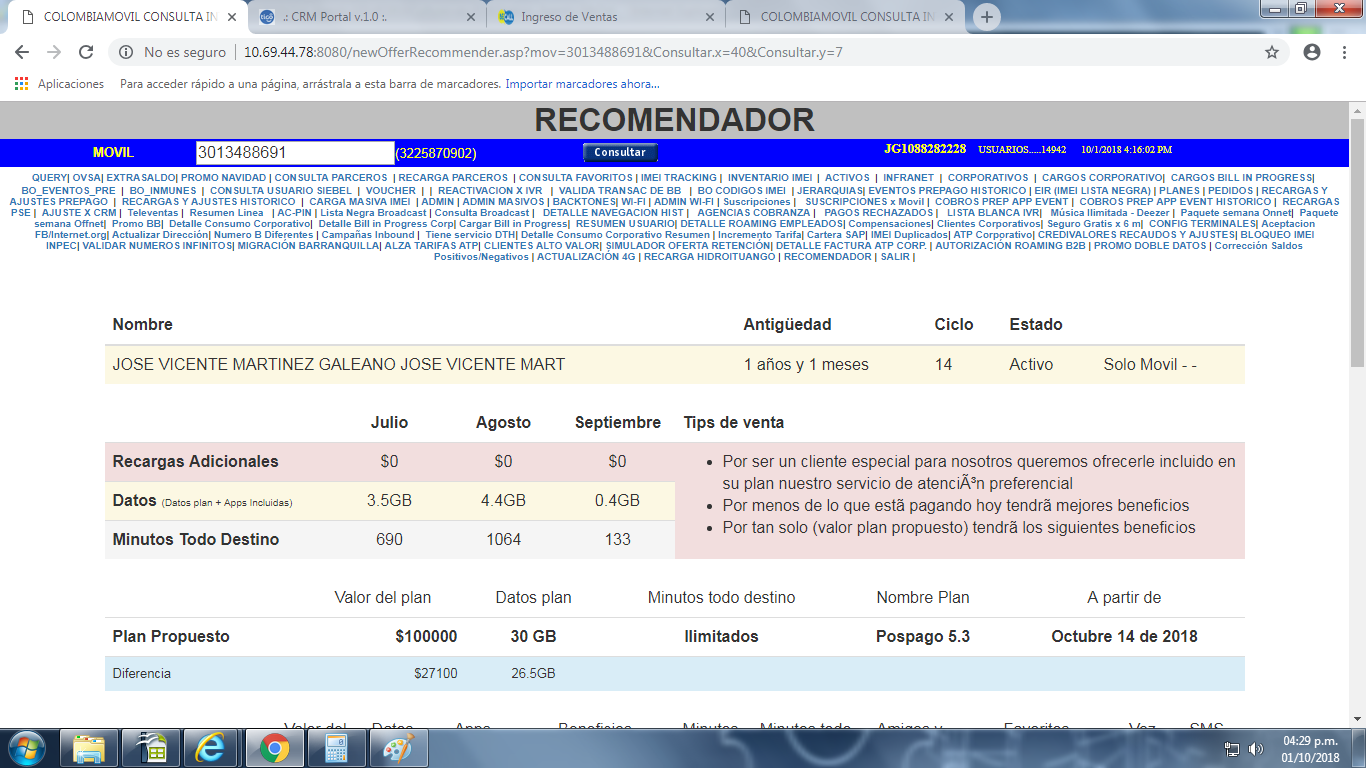 COLOMBIAMOVIL CONSULTA IN
.: CRM Portal v.1.0 :.
Ingreso de Ventas
COLOMBIAMOVIL CONSULTA IN
No es seguro
10.69.44.78:8080/newOfferRecommender.asp?mov=3013488691&Consultar.x=40&Consultar.y=7
Aplicaciones Para acceder rápido a una página, arrástrala a esta barra de marcadores. Importar marcadores ahora...
RECOMENDADOR
MOVIL 3013488691 (3225870902) Consultar JG1088282228 USUARIOS.....14942 10/1/2018 4:16:02 PM
QUERY| OVSA| EXTRASALDO| PROMO NAVIDAD | CONSULTA PARCEROS | RECARGA PARCEROS | CONSULTA FAVORITOS | IMEI TRACKING | INVENTARIO IMEI | ACTIVOS | INFRANET | CORPORATIVOS | CARGOS CORPORATIVO| CARGOS BILL IN PROGRESS|
BO_EVENTOS_PRE | BO_INMUNES | CONSULTA USUARIO SIEBEL | VOUCHER | | REACTIVACION X IVR | VALIDA TRANSAC DE BB | BO CODIGOS IMEI | JERARQUIAS| EVENTOS PREPAGO HISTORICO | EIR (IMEI LISTA NEGRA) | PLANES | PEDIDOS | RECARGAS Y
AJUSTES PREPAGO | RECARGAS Y AJUSTES HISTORICO | CARGA MASIVA IMEI | ADMIN | ADMIN MASIVOS | BACKTONES| WI-FI | ADMIN WI-FI | Suscripciones | SUSCRIPCIONES x Movil | COBROS PREP APP EVENT | COBROS PREP APP EVENT HISTORICO | RECARGAS
PSE | AJUSTE X CRM | Televentas | Resumen Linea | AC-PIN | Lista Negra Broadcast | Consulta Broadcast | DETALLE NAVEGACION HIST | AGENCIAS COBRANZA | PAGOS RECHAZADOS | LISTA BLANCA IVR| Música Ilimitada - Deezer | Paquete semana Onnet| Paquete
semana Offnet| Promo BB| Detalle Consumo Corporativo| Detalle Bill in Progress Corp| Cargar Bill in Progress| RESUMEN USUARIO| DETALLE ROAMING EMPLEADOS| Compensaciones| Clientes Corporativos| Seguro Gratis x 6 m| CONFIG TERMINALES| Aceptacion
FB/Internet.org| Actualizar Dirección| Numero B Diferentes | Campañas Inbound | Tiene servicio DTH| Detalle Consumo Corporativo Resumen | Incremento Tarifa| Cartera SAP| IMEI Duplicados| ATP Corporativo| CREDIVALORES RECAUDOS Y AJUSTES| BLOQUEO IMEI
INPEC| VALIDAR NUMEROS INFINITOS| MIGRACIÓN BARRANQUILLA| ALZA TARIFAS ATP| CLIENTES ALTO VALOR| SIMULADOR OFERTA RETENCIÓN| DETALLE FACTURA ATP CORP. | AUTORIZACIÓN ROAMING B2B | PROMO DOBLE DATOS | Corrección Saldos
Positivos/Negativos | ACTUALIZACIÓN 4G | RECARGA HIDROITUANGO | RECOMENDADOR | SALIR |
Nombre Antigüedad Ciclo Estado
JOSE VICENTE MARTINEZ GALEANO JOSE VICENTE MART 1 años y 1 meses 14 Activo Solo Movil - -
Julio Agosto Septiembre Tips de venta
Recargas Adicionales $0 $0 $0
Datos (Datos plan + Apps Incluidas) 3.5GB 4.4GB 0.4GB
Minutos Todo Destino 690 1064 133
• Por ser un cliente especial para nosotros queremos ofrecerle incluido en
su plan nuestro servicio de atenciÃ³n preferencial
• Por menos de lo que estã pagando hoy tendrã mejores beneficios
• Por tan solo (valor plan propuesto) tendrã los siguientes beneficios
Valor del plan Datos plan Minutos todo destino Nombre Plan A partir de
Plan Propuesto $100000 30 GB Ilimitados Pospago 5.3 Octubre 14 de 2018
Diferencia $27100 26.5GB
Valor del Datos Apps Beneficios Minutos Minutos todo Amigos y Favoritos Voz SMS
04:29 p.m.
01/10/2018